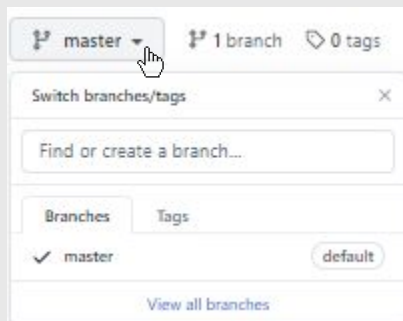 master 1 branch 0 tags
Switch branches/tags
Find or create a branch...
Branches Tags
master default
View all branches